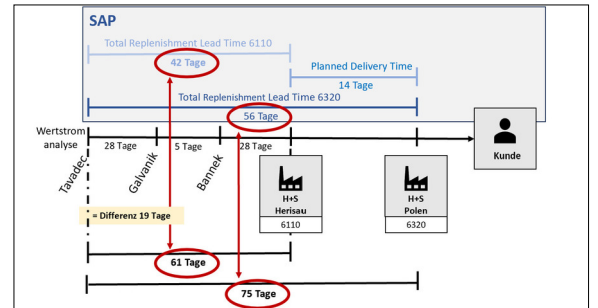 SAP
Total Replenishment Lead Time 6110
42 Tage
Planned Delivery Time
14 Tage
Total Replenishment Lead Time 6320
56 Tage
Wertstrom
analyse
28 Tage
5 Tage
28 Tage
Kunde
Tavadec
Galvanik
Bannek
H+S
Herisau
6110
H+S
Polen
6320
= Differenz 19 Tage
61 Tage
75 Tage